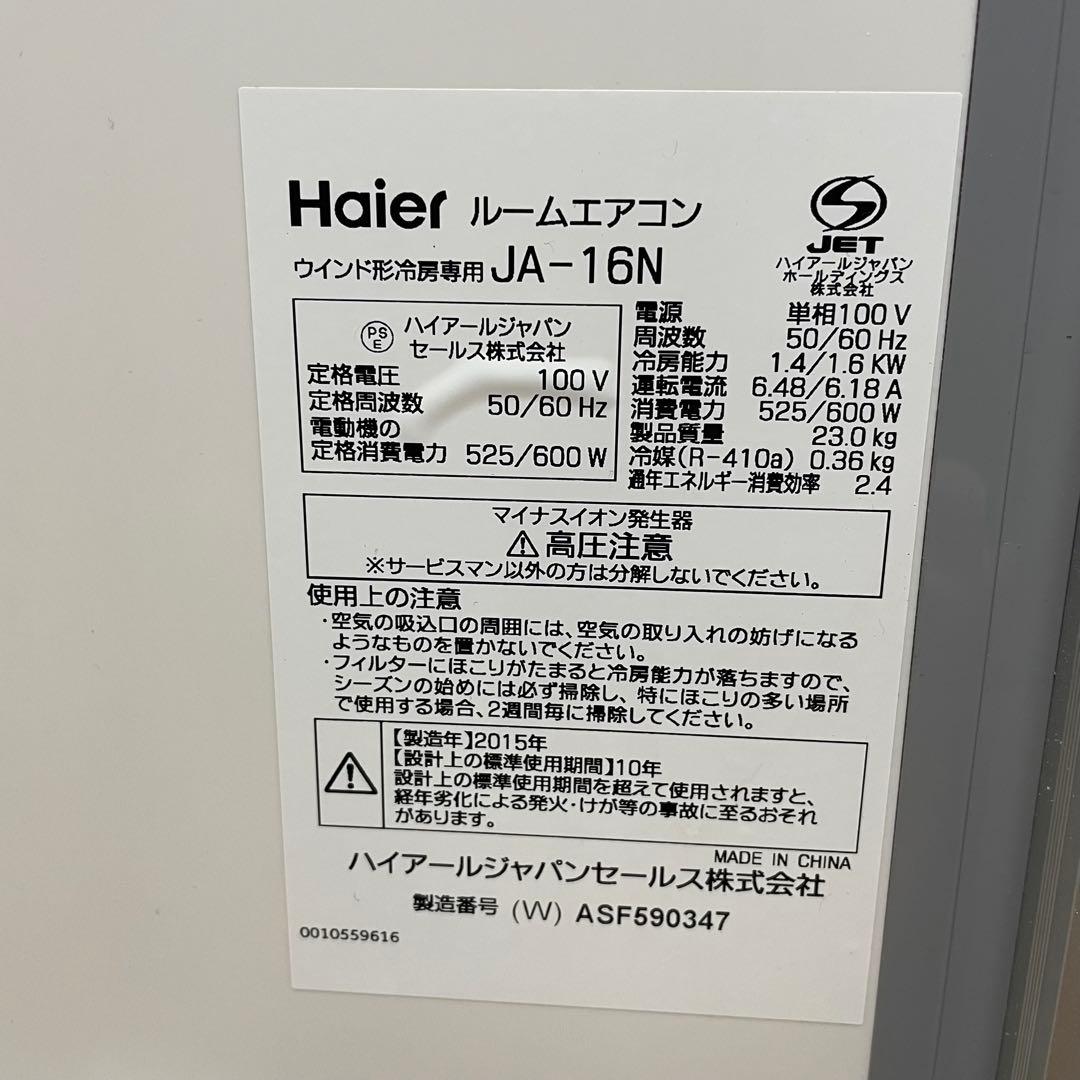 Haier ルームエアコン
ウインド形冷房専用 JA-16N
JET
ハイアールジャパン
ホールディングス
株式会社
PS
E
ハイアールジャパン
セールス株式会社
定格電圧 100 V
定格周波数 50/60 Hz
電動機の
定格消費電力 525/600 W
電源 単相100 V
周波数 50/60 Hz
冷房能力 1.4/1.6 KW
運転電流 6.48/6.18 A
消費電力 525/600 W
製品質量 23.0 kg
冷媒(R-410a) 0.36 kg
通年エネルギー消費効率 2.4
マイナスイオン発生器
⚠高圧注意
※サービスマン以外の方は分解しないでください。
使用上の注意
・空気の吸込口の周囲には、空気の取り入れの妨げになる
ようなものを置かないでください。
・フィルターにほこりがたまると冷房能力が落ちますので、
シーズンの始めには必ず掃除し、特にほこりの多い場所
で使用する場合、2週間毎に掃除してください。
【製造年】2015年
【設計上の標準使用期間】10年
設計上の標準使用期間を超えて使用されますと、
経年劣化による発火・けが等の事故に至るおそれ
があります。
MADE IN CHINA
ハイアールジャパンセールス株式会社
製造番号 (W) ASF590347
0010559616